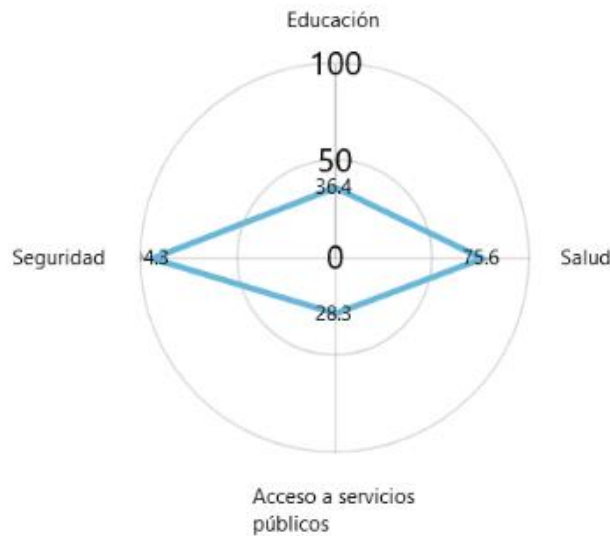 Educación
100
50
36.4
Seguridad
4.3
0
75.6
Salud
28.3
Acceso a servicios
públicos